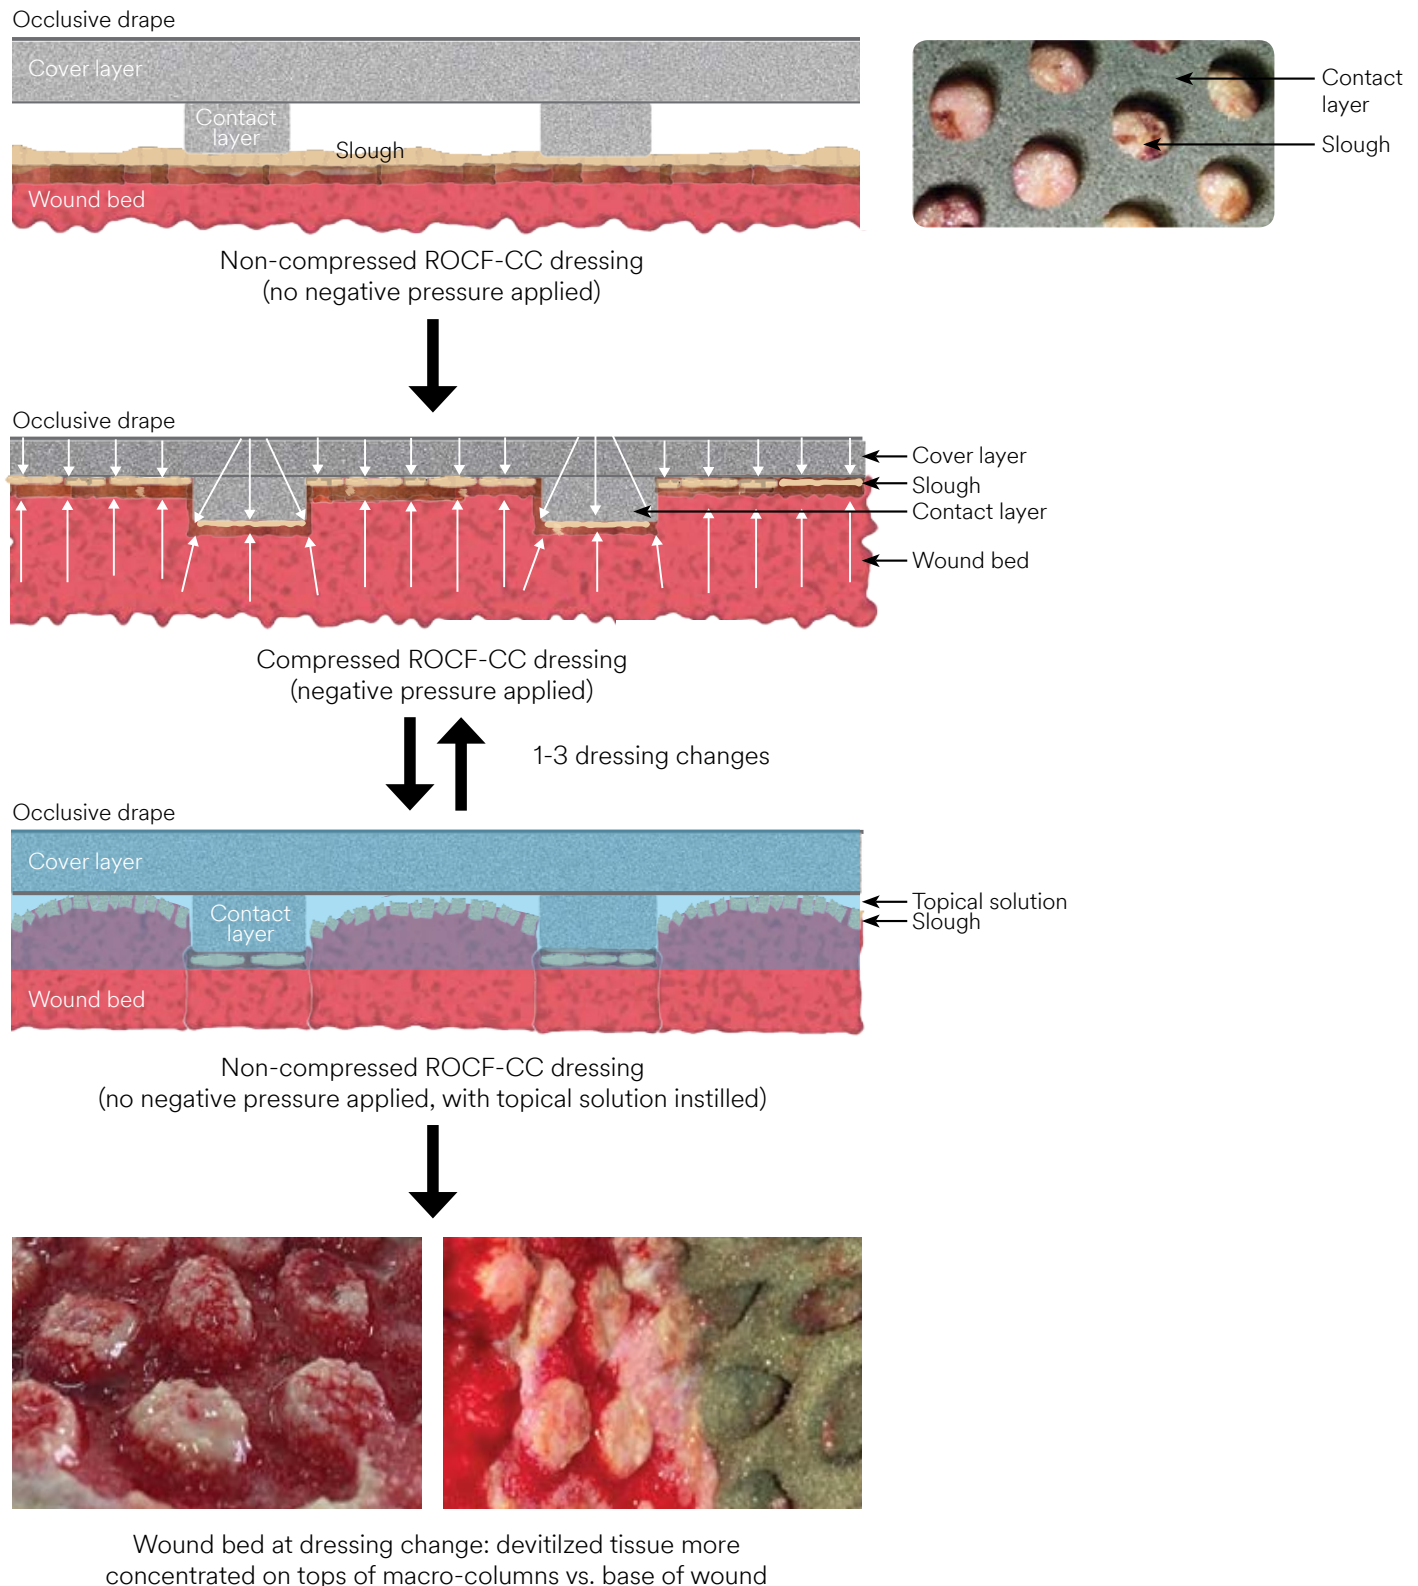 Occlusive drape
Cover layer
Contact
layer
Slough
Wound bed
Contact
layer
Slough
Non-compressed ROCF-CC dressing
(no negative pressure applied)
Occlusive drape
Cover layer
Slough
Contact layer
Wound bed
Compressed ROCF-CC dressing
(negative pressure applied)
1-3 dressing changes
Occlusive drape
Cover layer
Contact
layer
Topical solution
Slough
Wound bed
Non-compressed ROCF-CC dressing
(no negative pressure applied, with topical solution instilled)
Wound bed at dressing change: devitilzed tissue more
concentrated on tops of macro-columns vs. base of wound